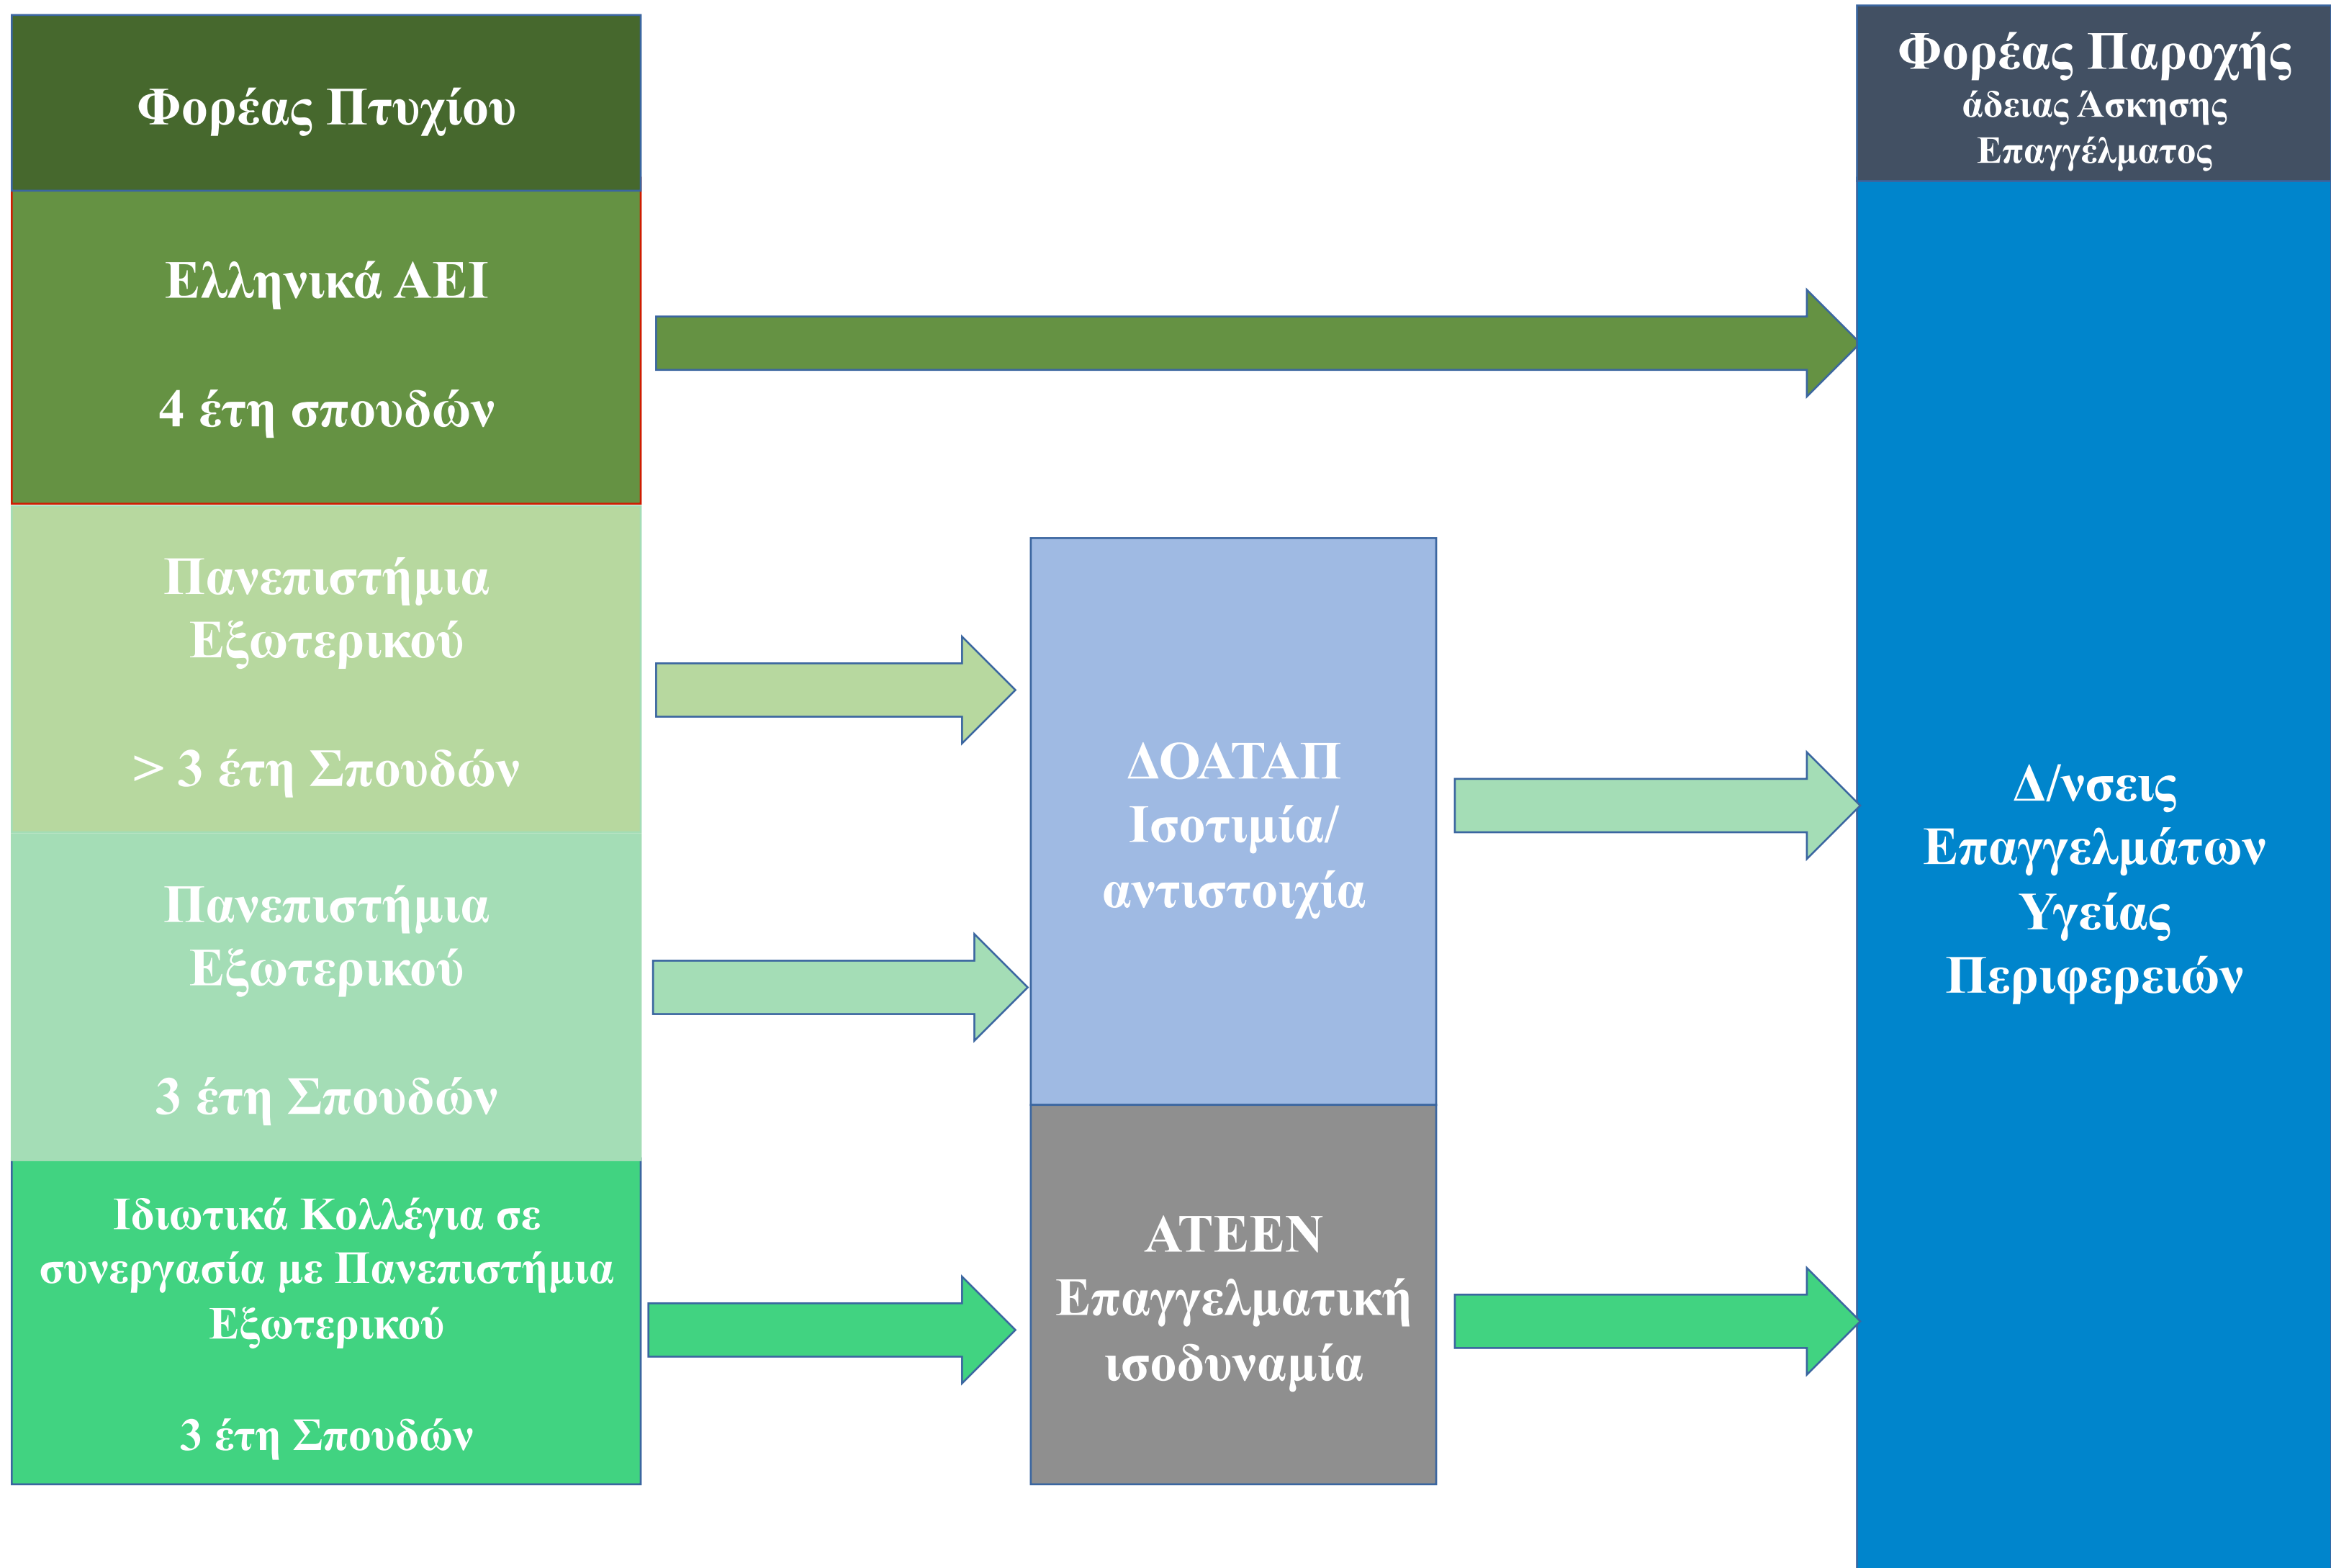 Φορέας Πτυχίου
Ελληνικά ΑΕΙ
4 έτη σπουδών
Πανεπιστήμια
Εξωτερικού
> 3 έτη Σπουδών
Πανεπιστήμια
Εξωτερικού
3 έτη Σπουδών
Ιδιωτικά Κολλέγια σε
συνεργασία με Πανεπιστήμια
Εξωτερικού
3 έτη Σπουδών
ΔΟΑΤΑΠ
Ισοτιμία/
αντιστοιχία
ΑΤΕΕΝ
Επαγγελματική
ισοδυναμία
Φορέας Παροχής
άδειας Άσκησης
Επαγγέλματος
Δ/νσεις
Επαγγελμάτων
Υγείας
Περιφερειών